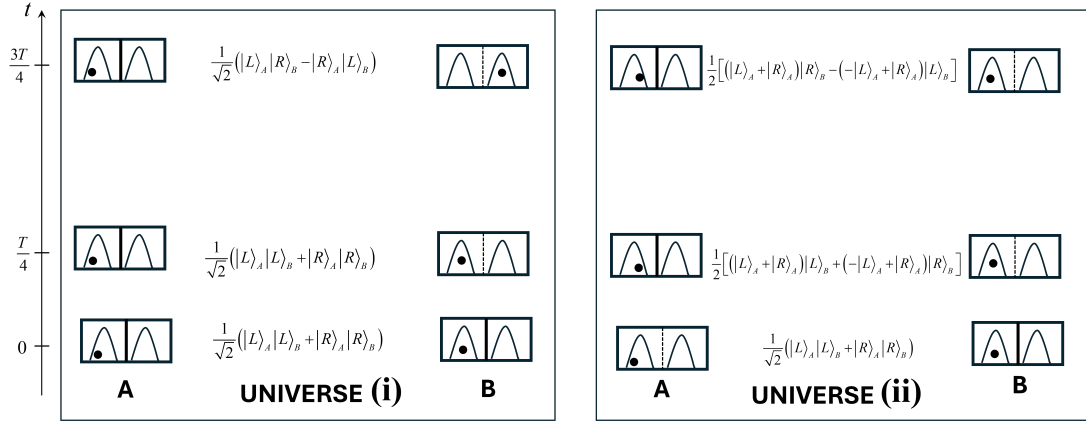 t
3T/4
1/√2(|L⟩_A|R⟩_B−|R⟩_A|L⟩_B)
1/2[(|L⟩_A+|R⟩_A)|R⟩_B−(−|L⟩_A+|R⟩_A)|L⟩_B]
T/4
1/√2(|L⟩_A|L⟩_B+|R⟩_A|R⟩_B)
1/2[(|L⟩_A+|R⟩_A)|L⟩_B+(−|L⟩_A+|R⟩_A)|R⟩_B]
0
1/√2(|L⟩_A|L⟩_B+|R⟩_A|R⟩_B)
1/√2(|L⟩_A|L⟩_B+|R⟩_A|R⟩_B)
A UNIVERSE (i) B
A UNIVERSE (ii) B